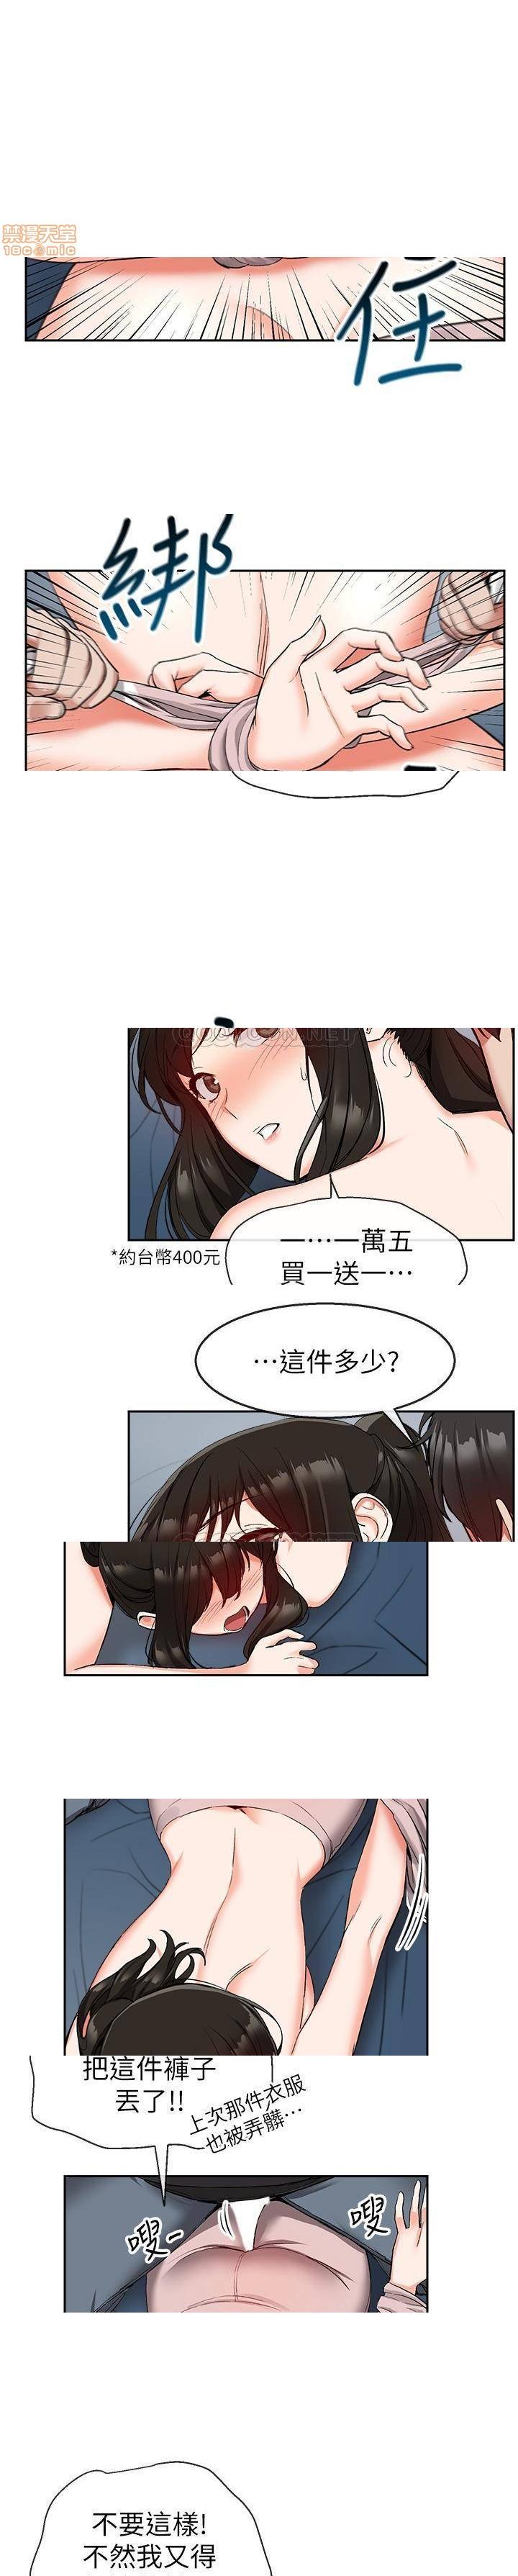 禁漫天堂
18comic
住
綁
*約台幣400元
一⋯一萬五
買一送一⋯
⋯這件多少?
把這件褲子
丟了!!
上次那件衣服
也被弄髒⋯
嗖-
嗖
不要這樣!
不然我又得